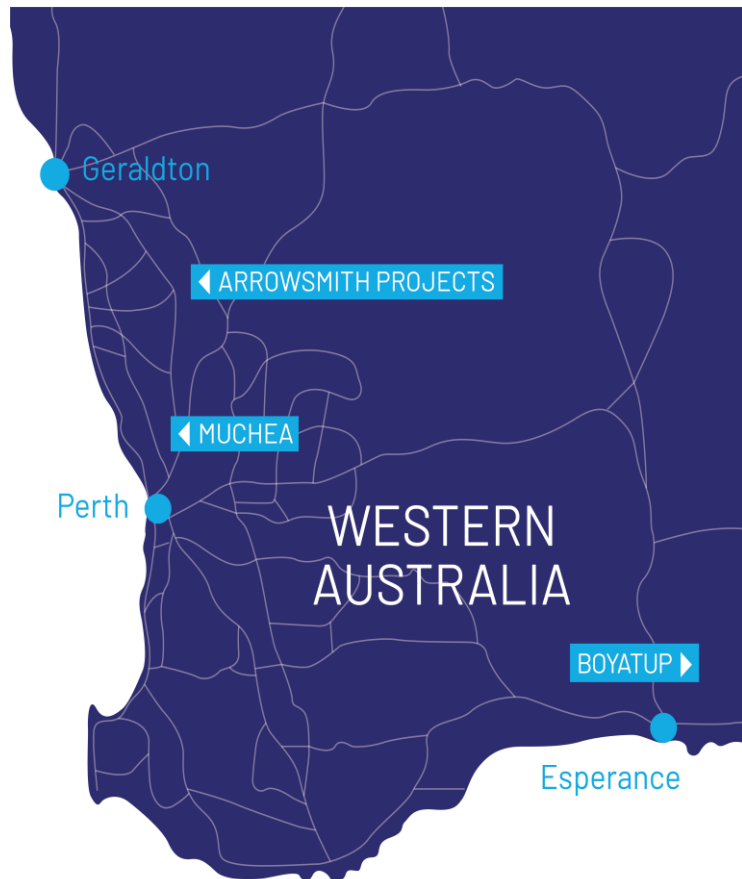 Geraldton
ARROWSMITH PROJECTS
MUCHEA
Perth
WESTERN
AUSTRALIA
BOYATUP
Esperance